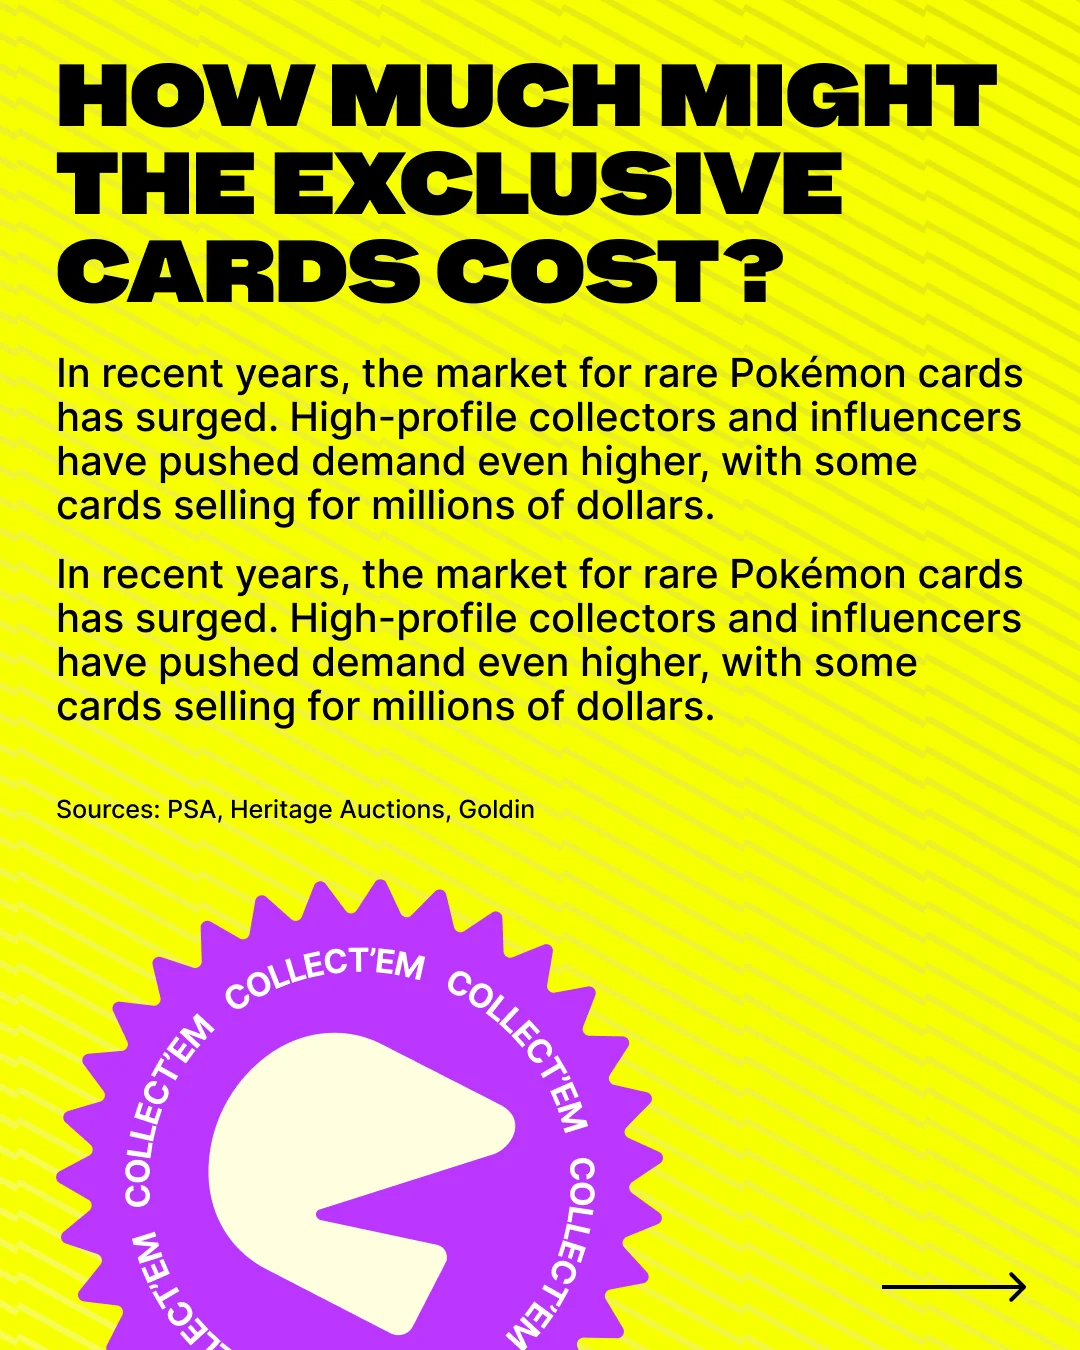 HOW MUCH MIGHT
THE EXCLUSIVE
CARDS COST?
In recent years, the market for rare Pokémon cards
has surged. High-profile collectors and influencers
have pushed demand even higher, with some
cards selling for millions of dollars.
In recent years, the market for rare Pokémon cards
has surged. High-profile collectors and influencers
have pushed demand even higher, with some
cards selling for millions of dollars.
Sources: PSA, Heritage Auctions, Goldin
COLLECT'EM
COLLECT'EM
COLLECT'EM
COLLECT'EM
LLECT'EM